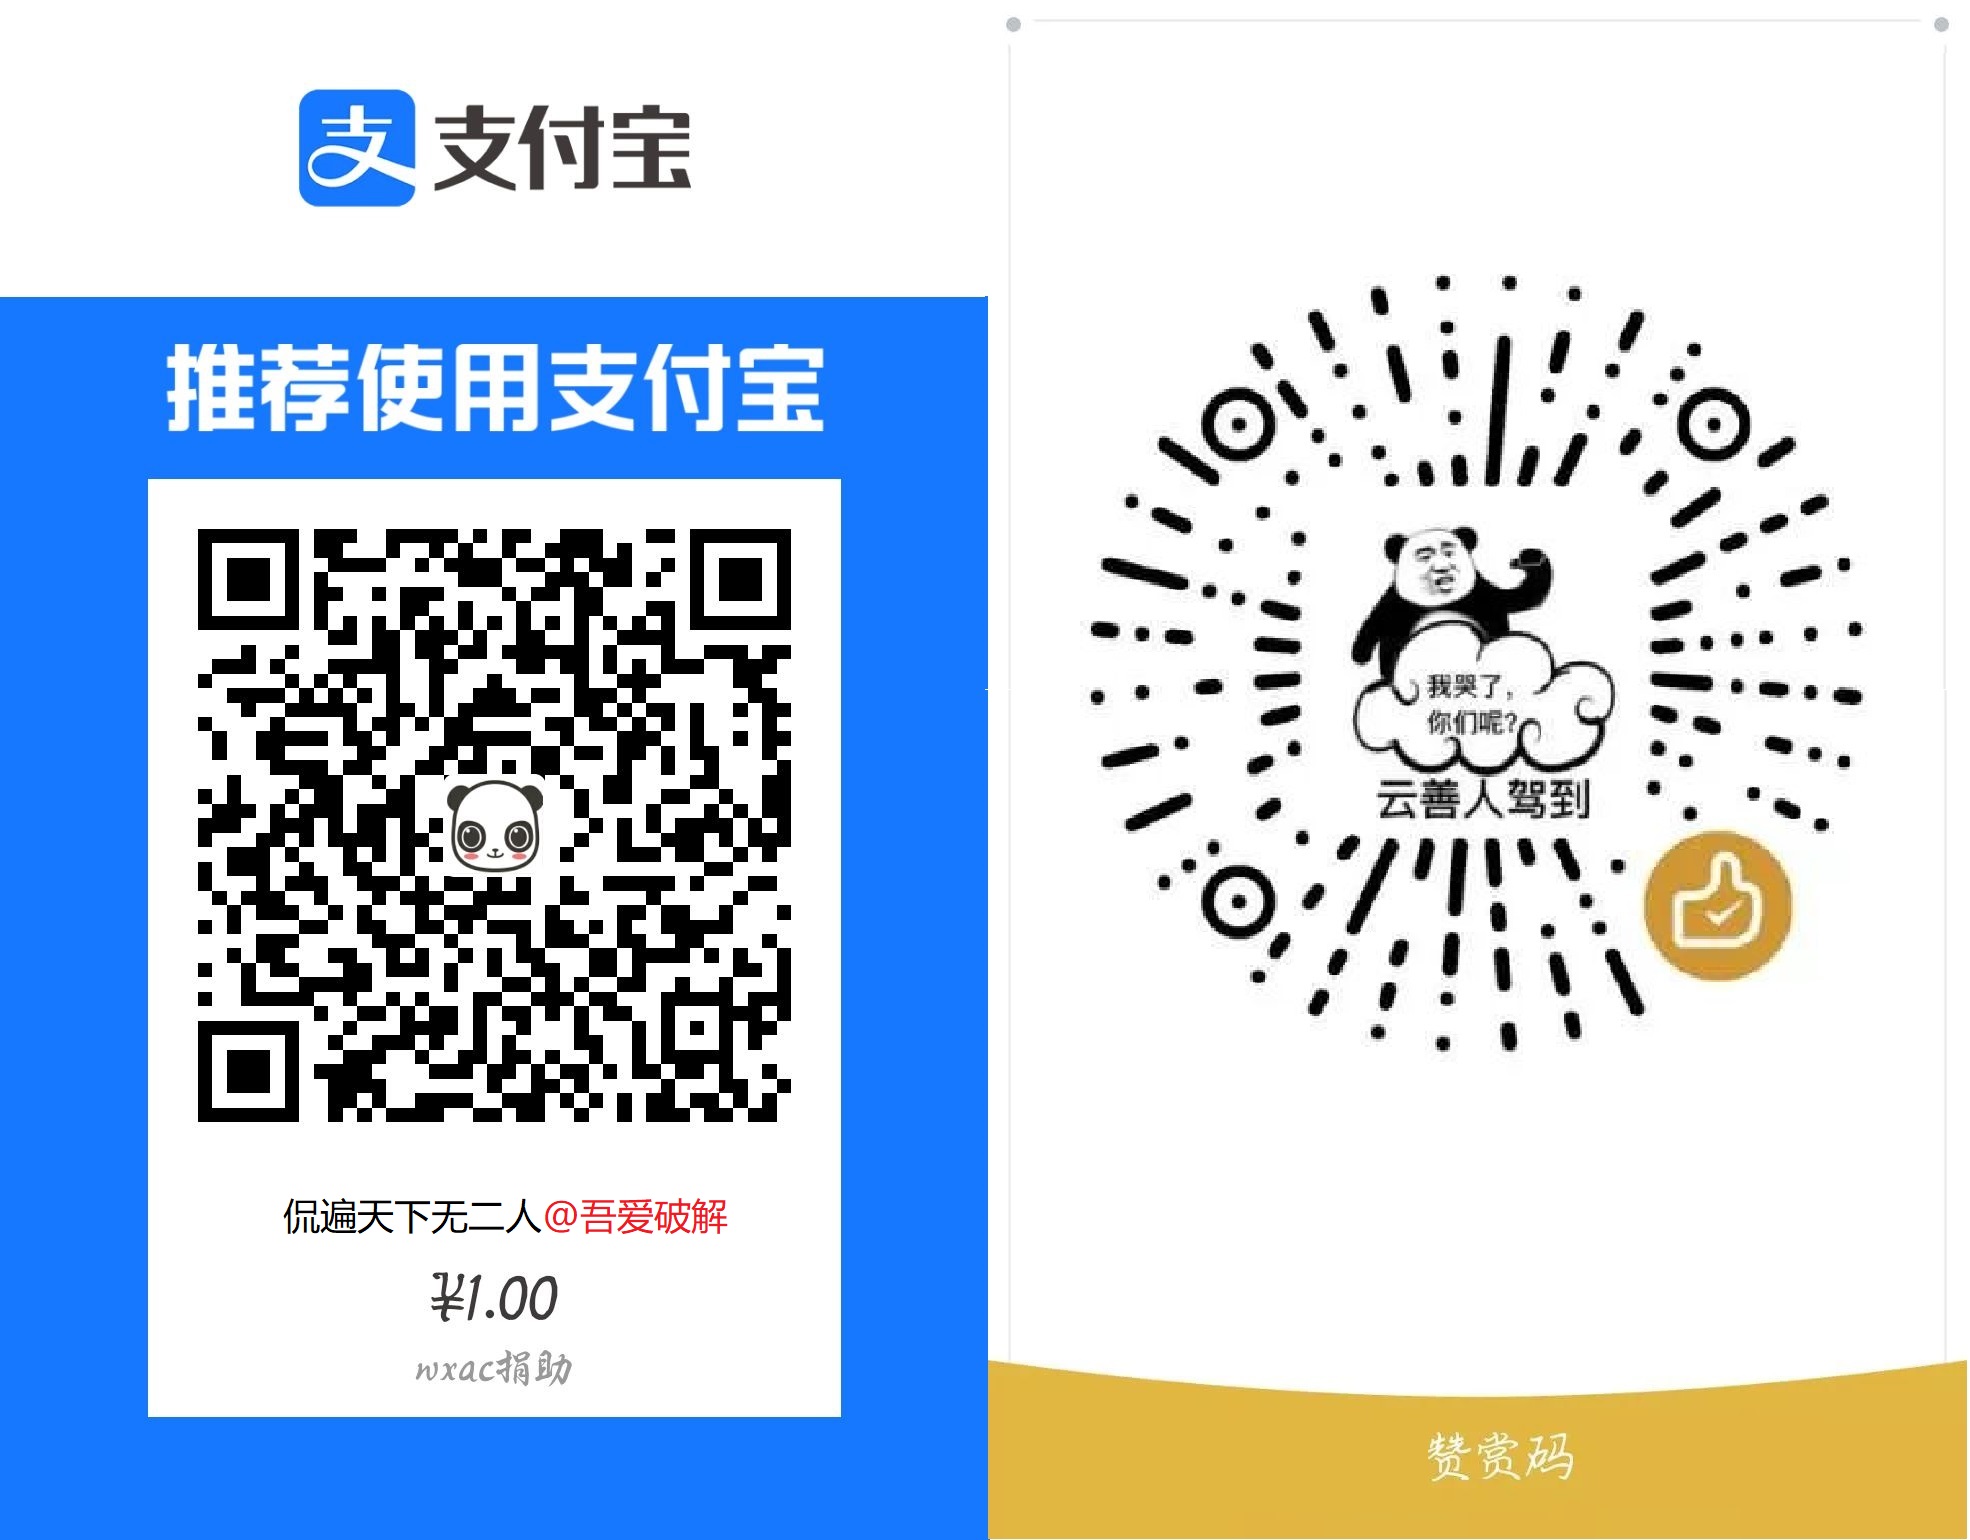 支付宝
推荐使用支付宝
侃遍天下无二人@吾爱破解
¥1.00
wxac捐助
我哭了，
你们呢？
云善人驾到
赞赏码